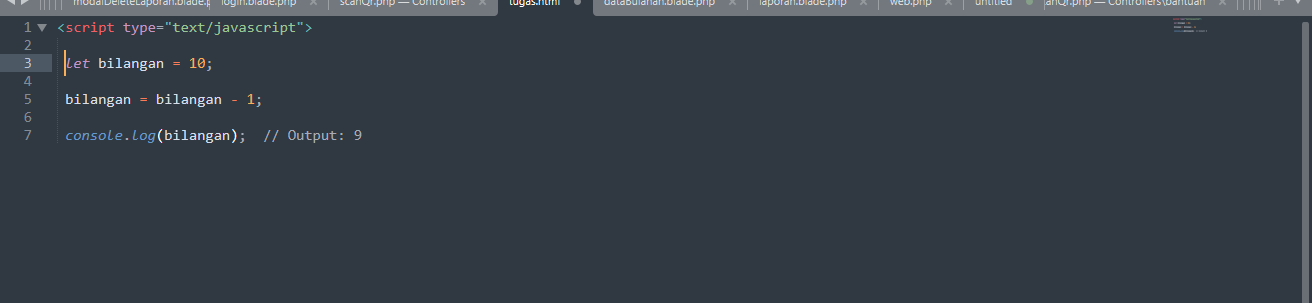 modalDeleteLaporan.blade.p login.blade.php scanQr.php — Controllers tugas.html dataBulanan.blade.php laporan.blade.php web.php untitled anQr.php — Controllers\bantuan
1 <script type="text/javascript">
2
3 let bilangan = 10;
4
5 bilangan = bilangan - 1;
6
7 console.log(bilangan); // Output: 9